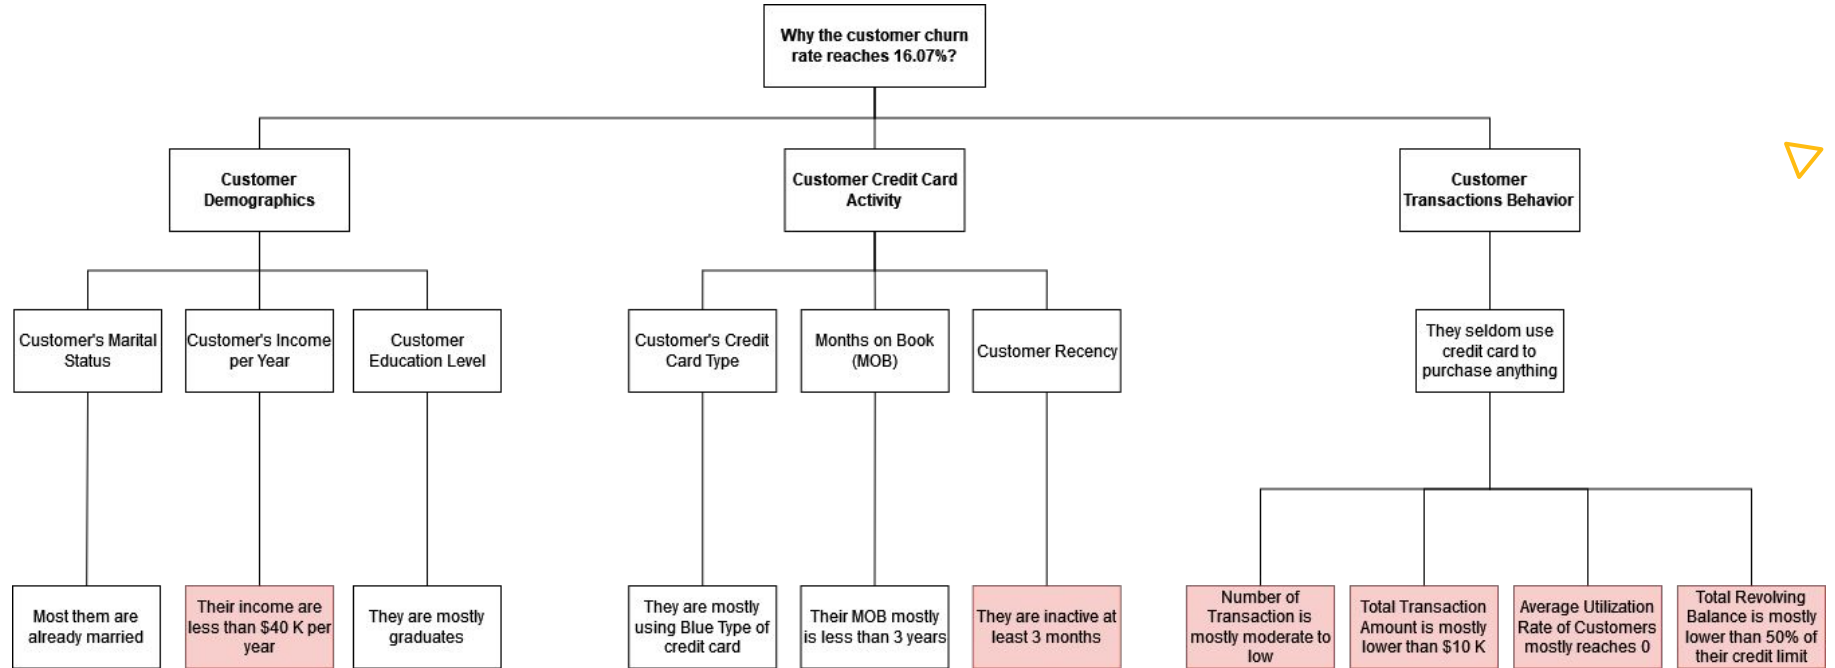 Why the customer churn
rate reaches 16.07%?
Customer
Demographics
Customer Credit Card
Activity
Customer
Transactions Behavior
Customer's Marital
Status
Customer's Income
per Year
Customer
Education Level
Customer's Credit
Card Type
Months on Book
(MOB)
Customer Recency
They seldom use
credit card to
purchase anything
Most them are
already married
Their income are
less than $40 K per
year
They are mostly
graduates
They are mostly
using Blue Type of
credit card
Their MOB mostly
is less than 3 years
They are inactive at
least 3 months
Number of
Transaction is
mostly moderate to
low
Total Transaction
Amount is mostly
lower than $10 K
Average Utilization
Rate of Customers
mostly reaches 0
Total Revolving
Balance is mostly
lower than 50% of
their credit limit